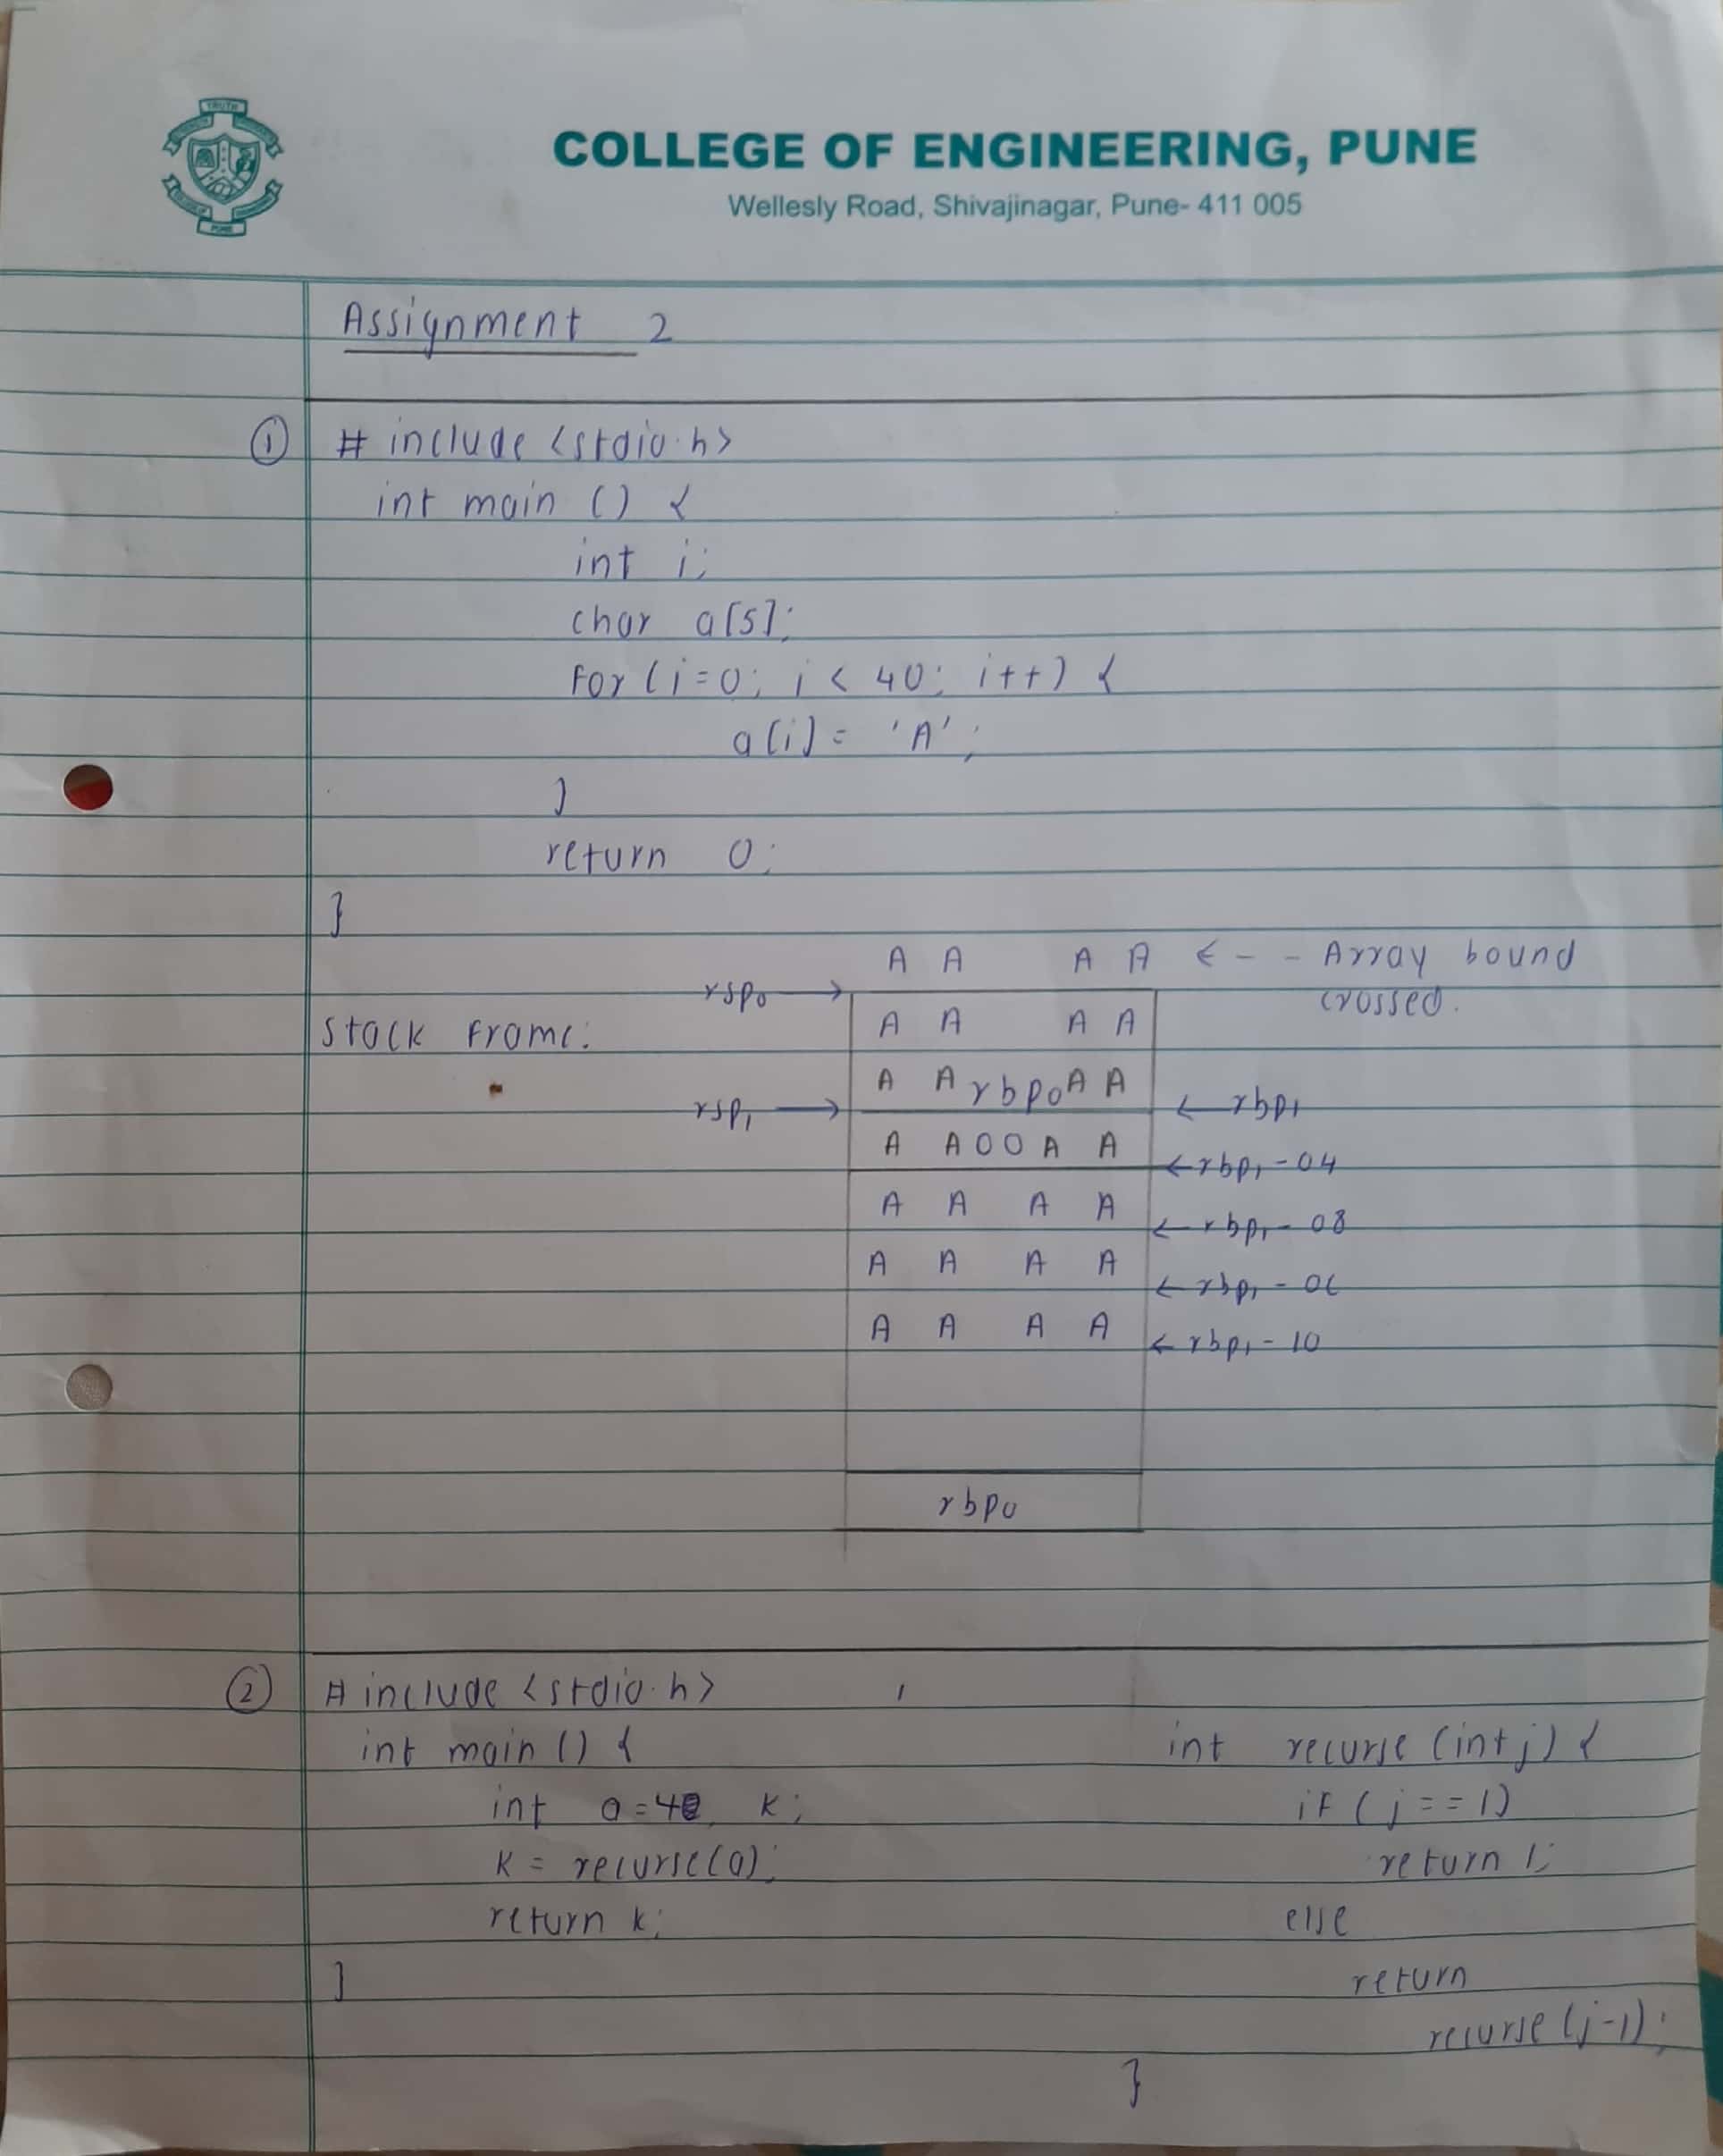 TRUTH
COLLEGE OF ENGINEERING, PUNE
Wellesly Road, Shivajinagar, Pune- 411 005
Assignment 2
① # include <stdio.h>
int main () {
int i;
char a[5];
for (i=0; i < 40; i++) {
a[i] = 'A';
}
return 0;
}
A A A A <- - Array bound
rsp0 → crossed.
Stack Frame: A A A A
A A rbp0 A A
rsp1 → ← rbp1
A A 0 0 A A
← rbp1 - 04
A A A A
← rbp1 - 08
A A A A
← rbp1 - 0c
A A A A
← rbp1 - 10
rbp0
② # include <stdio.h>
int main () { int recurse (int j) {
int a=40, k; if (j == 1)
k = recurse(a); return 1;
return k; else
} return
recurse (j-1);
}